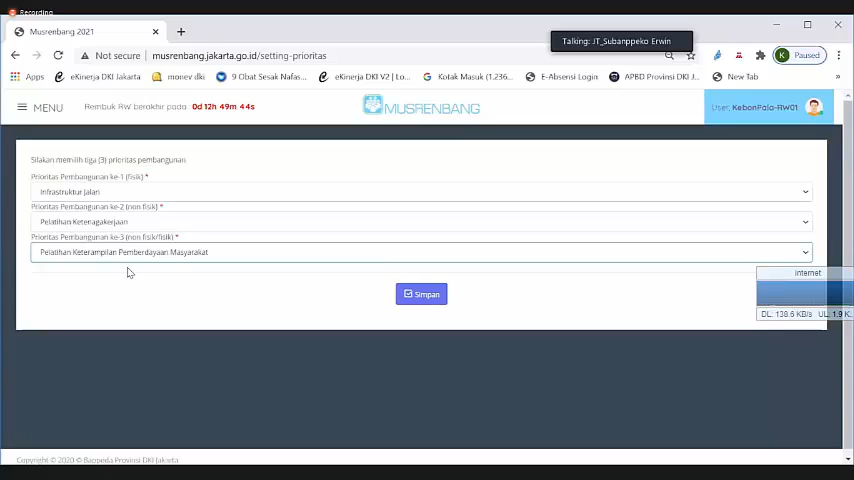 Recording
Musrenbang 2021
Talking: JT_Subanppeko Erwin
Not secure | musrenbang.jakarta.go.id/setting-prioritas
K Paused
Apps eKinerja DKI Jakarta monev dki 9 Obat Sesak Nafas... eKinerja DKI V2 | Lo... Kotak Masuk (1.236... E-Absensi Login APBD Provinsi DKI J... New Tab
MENU Rembuk RW berakhir pada 0d 12h 49m 44s MUSRENBANG User, KebonPala-RW01
Silakan memilih tiga (3) prioritas pembangunan
Prioritas Pembangunan ke-1 (fisik) *
Infrastruktur Jalan
Prioritas Pembangunan ke-2 (non fisik) *
Pelatihan Ketenagakerjaan
Prioritas Pembangunan ke-3 (non fisik/fisik) *
Pelatihan Keterampilan Pemberdayaan Masyarakat
Internet
Simpan
DL: 138.6 KB/s UL: 1.9 K...
Copyright © 2020 © Bappeda Provinsi DKI Jakarta